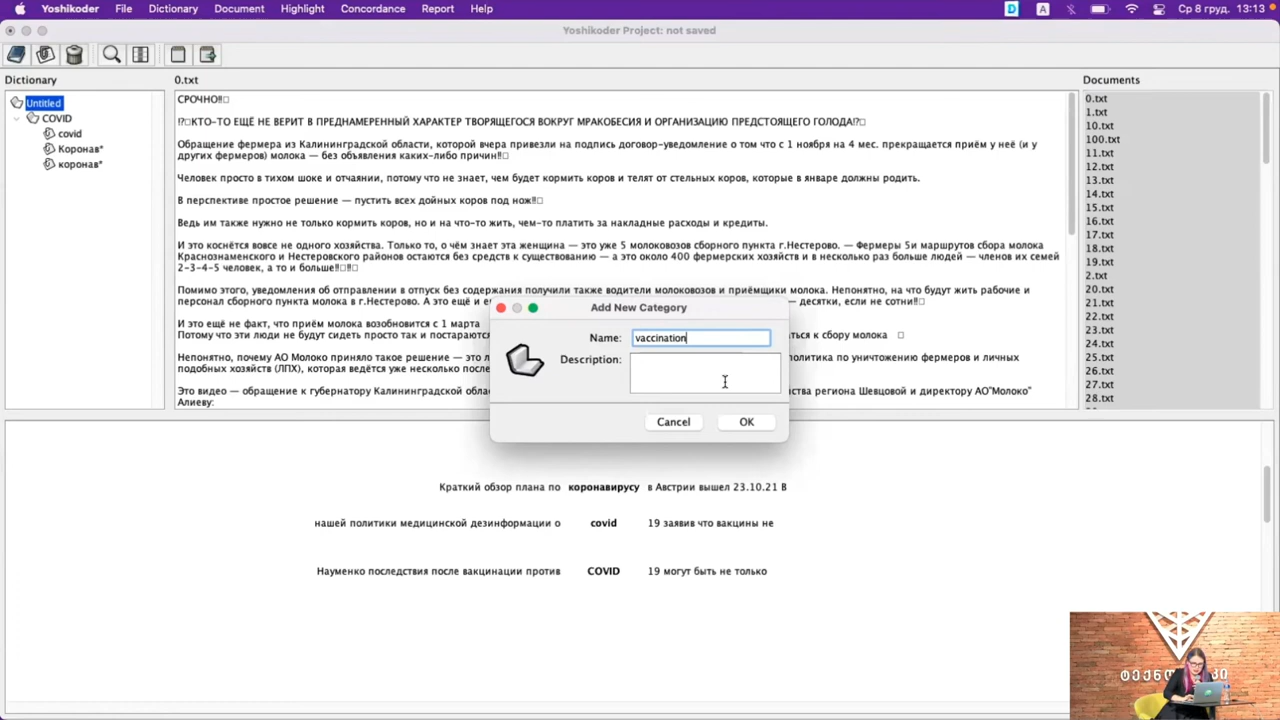 Yoshikoder File Dictionary Document Highlight Concordance Report Help D A Ср 8 груд. 13:13
Yoshikoder Project: not saved
Dictionary
Untitled
COVID
covid
Коронав*
коронав*
0.txt
СРОЧНО‼
⁉КТО-ТО ЕЩЁ НЕ ВЕРИТ В ПРЕДНАМЕРЕННЫЙ ХАРАКТЕР ТВОРЯЩЕГОСЯ ВОКРУГ МРАКОБЕСИЯ И ОРГАНИЗАЦИЮ ПРЕДСТОЯЩЕГО ГОЛОДА⁉
Обращение фермера из Калининградской области, которой вчера привезли на подпись договор-уведомление о том что с 1 ноября на 4 мес. прекращается приём у неё (и у
других фермеров) молока — без объявления каких-либо причин‼
Человек просто в тихом шоке и отчаянии, потому что не знает, чем будет кормить коров и телят от стельных коров, которые в январе должны родить.
В перспективе простое решение — пустить всех дойных коров под нож‼
Ведь им также нужно не только кормить коров, но и на что-то жить, чем-то платить за накладные расходы и кредиты.
И это коснётся вовсе не одного хозяйства. Только то, о чём знает эта женщина — это уже 5 молоковозов сборного пункта г.Нестерово. — Фермеры 5и маршрутов сбора молока
Краснознаменского и Нестеровского районов остаются без средств к существованию — а это около 400 фермерских хозяйств и в несколько раз больше людей — членов их семей
2-3-4-5 человек, а то и больше‼‼
Помимо этого, уведомления об отправлении в отпуск без содержания получили также водители молоковозов и приёмщики молока. Непонятно, на что будут жить рабочие и
персонал сборного пункта молока в г.Нестерово. А это ещё и е — десятки, если не сотни‼
И это ещё не факт, что приём молока возобновится с 1 марта
Потому что эти люди не будут сидеть просто так и постараются ться к сбору молока
Непонятно, почему АО Молоко приняло такое решение — это л политика по уничтожению фермеров и личных
подобных хозяйств (ЛПХ), которая ведётся уже несколько после
Это видео — обращение к губернатору Калининградской обла ства региона Шевцовой и директору АО"Молоко"
Алиеву:
Documents
0.txt
1.txt
10.txt
100.txt
11.txt
12.txt
13.txt
14.txt
15.txt
16.txt
17.txt
18.txt
19.txt
2.txt
20.txt
21.txt
22.txt
23.txt
24.txt
25.txt
26.txt
27.txt
28.txt
Add New Category
Name: vaccination
Description:
Cancel OK
Краткий обзор плана по коронавирусу в Австрии вышел 23.10.21 В
нашей политики медицинской дезинформации о covid 19 заявив что вакцины не
Науменко последствия после вакцинации против COVID 19 могут быть не только